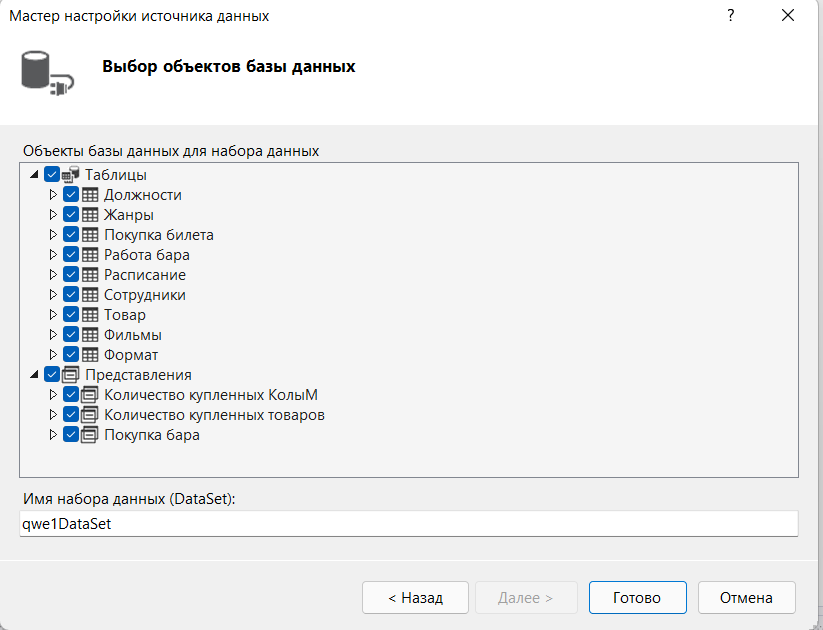 Мастер настройки источника данных
?
Выбор объектов базы данных
Объекты базы данных для набора данных
Таблицы
Должности
Жанры
Покупка билета
Работа бара
Расписание
Сотрудники
Товар
Фильмы
Формат
Представления
Количество купленных КолыМ
Количество купленных товаров
Покупка бара
Имя набора данных (DataSet):
qwe1DataSet
< Назад
Далее >
Готово
Отмена